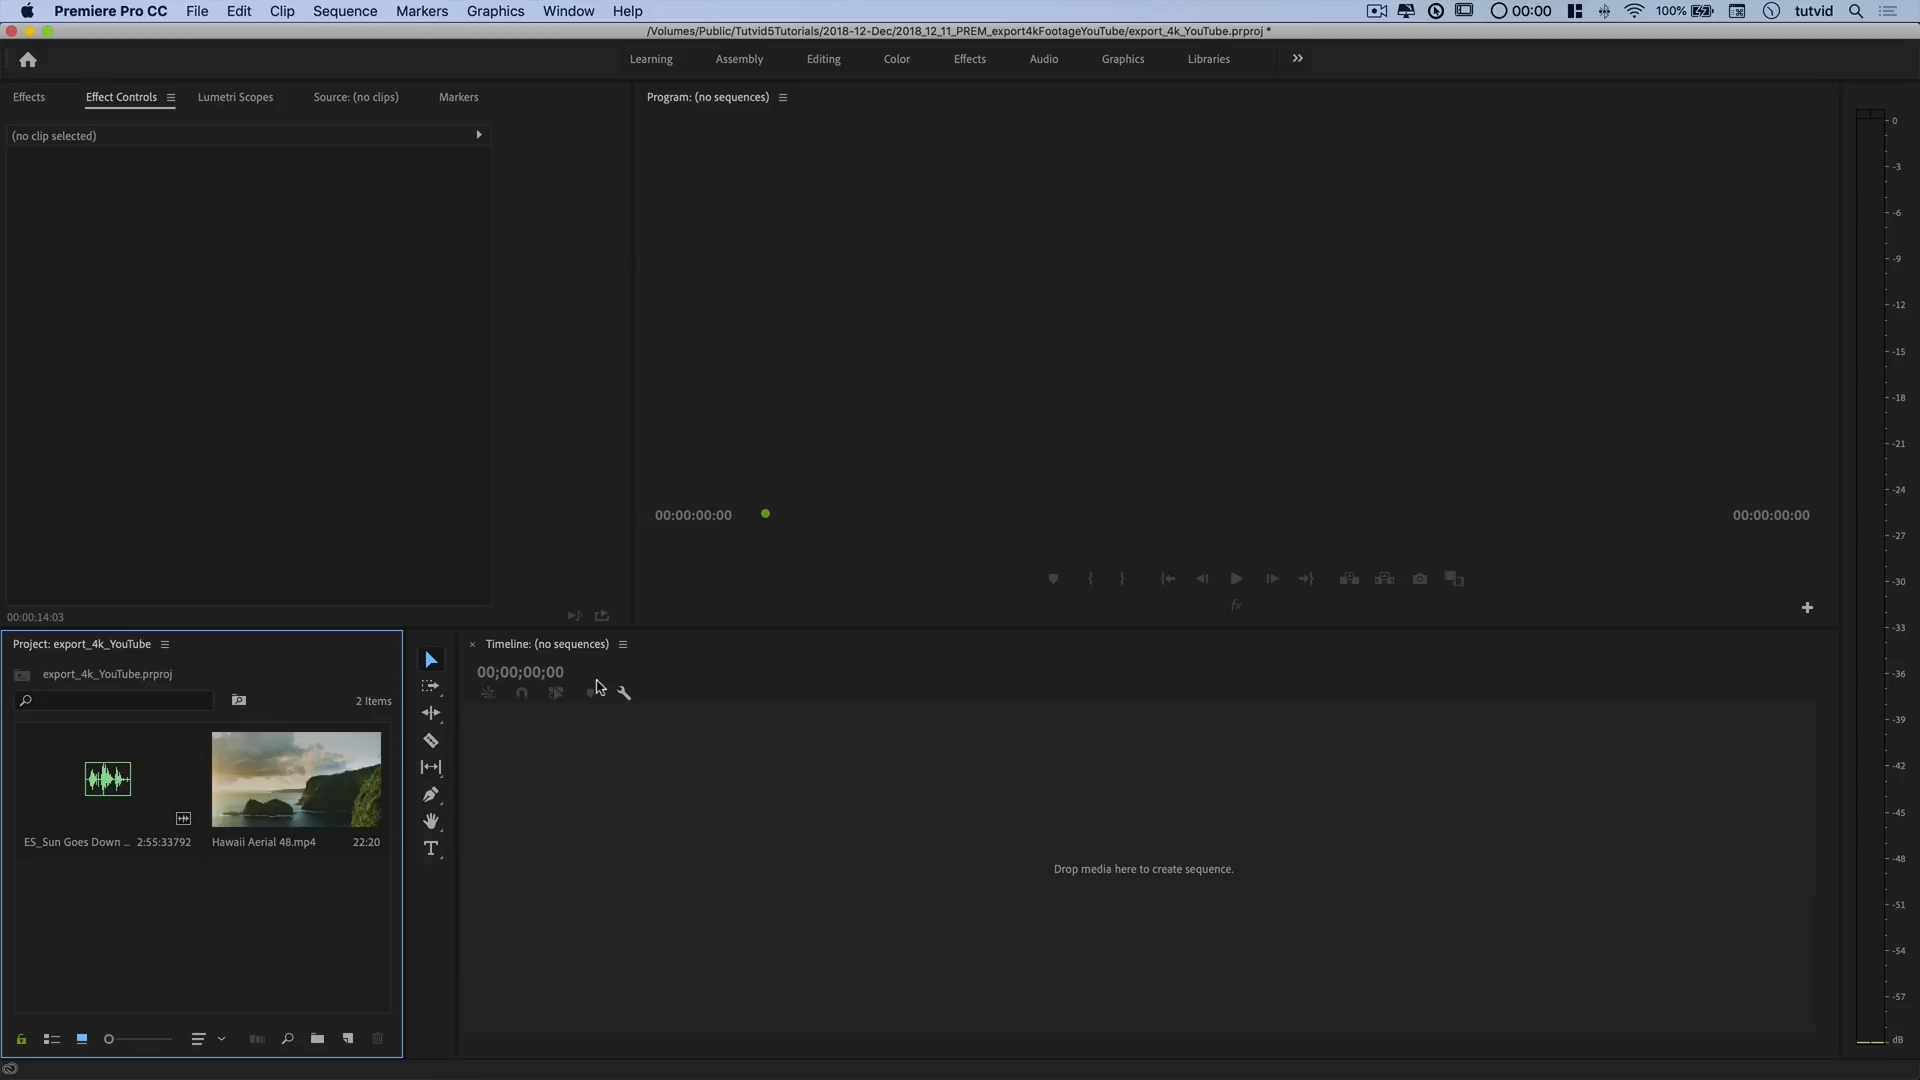 Premiere Pro CC File Edit Clip Sequence Markers Graphics Window Help 00:00 100% tutvid
/Volumes/Public/Tutvid5Tutorials/2018-12-Dec/2018_12_11_PREM_export4kFootageYouTube/export_4k_YouTube.prproj *
Learning Assembly Editing Color Effects Audio Graphics Libraries
Effects Effect Controls Lumetri Scopes Source: (no clips) Markers
Program: (no sequences)
(no clip selected)
00:00:00:00
00:00:00:00
fx
00:00:14:03
0
-3
-6
-9
-12
-15
-18
-21
-24
-27
-30
-33
-36
-39
-42
-45
-48
-51
-54
-57
dB
Project: export_4k_YouTube
export_4k_YouTube.prproj
2 Items
ES_Sun Goes Down ... 2:55:33792
Hawaii Aerial 48.mp4 22:20
Timeline: (no sequences)
00;00;00;00
Drop media here to create sequence.